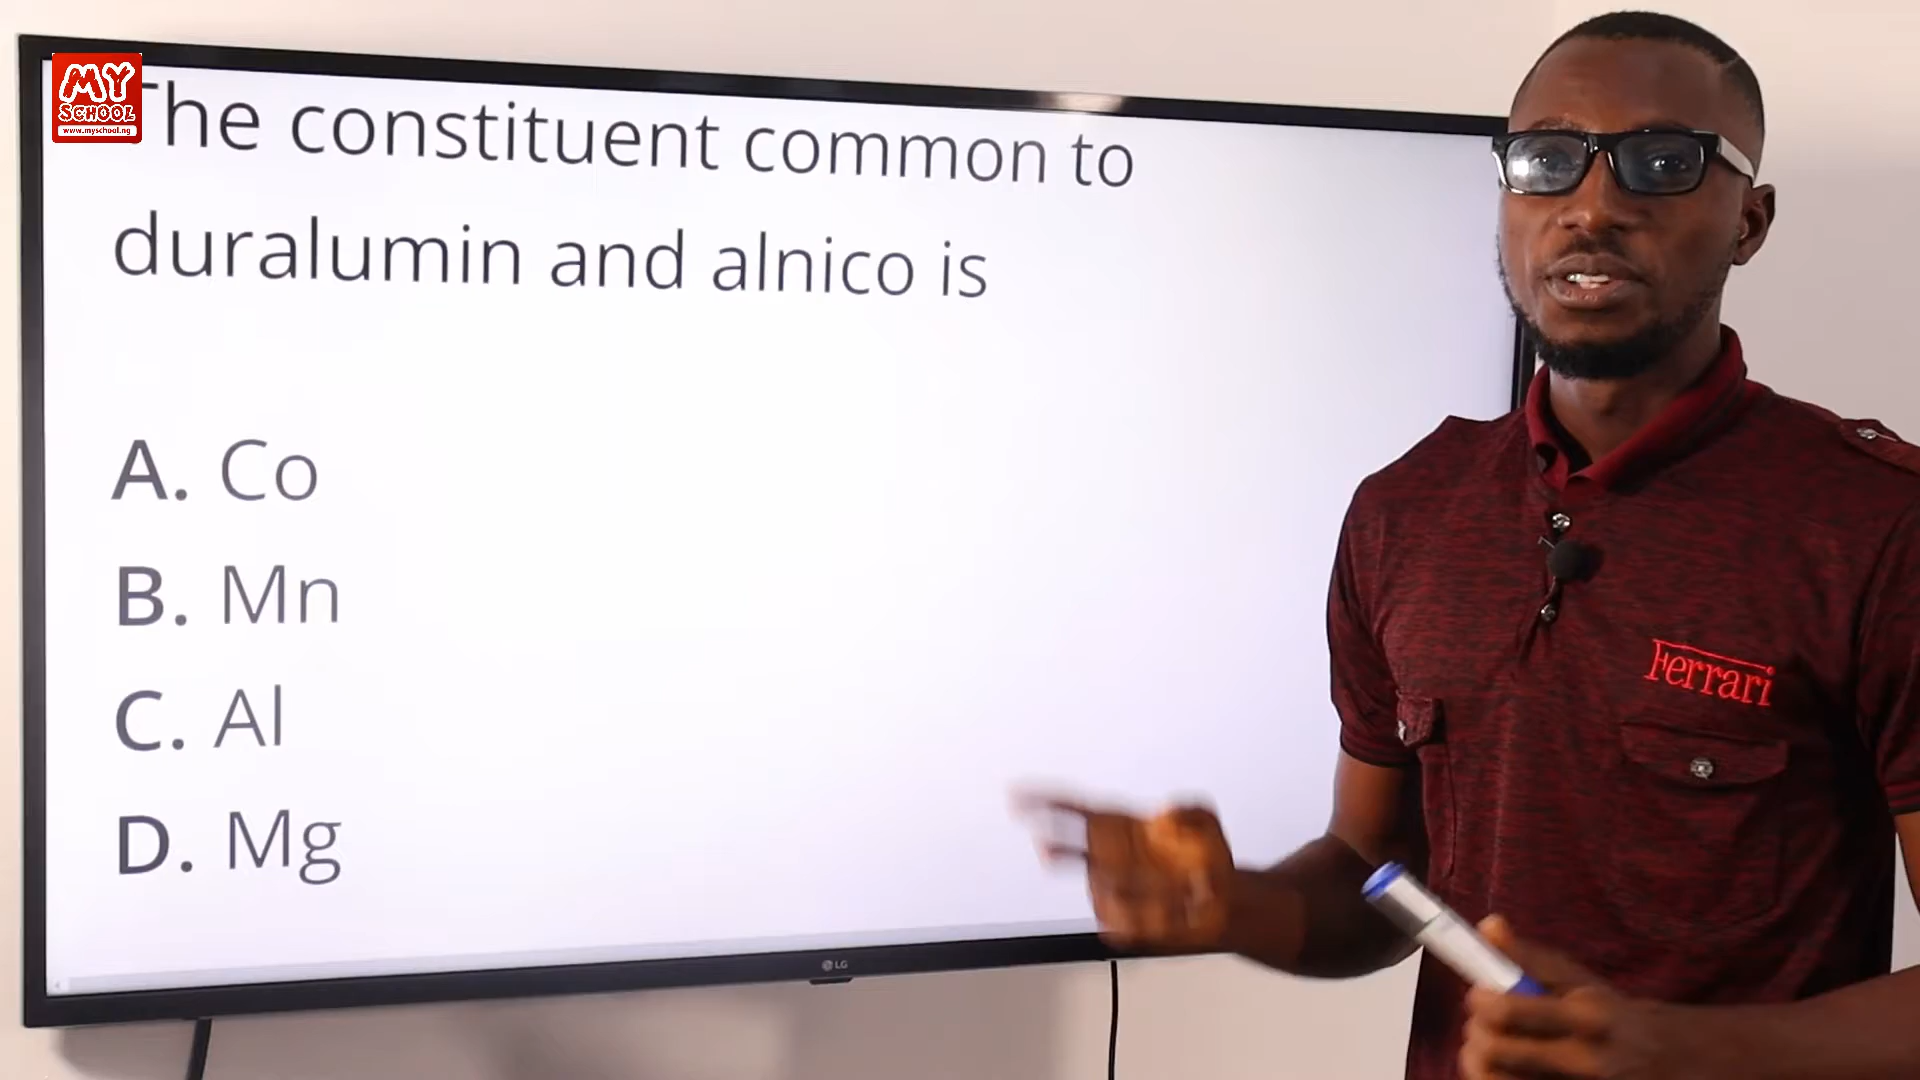 MY
SCHOOL
www.myschool.ng
The constituent common to
duralumin and alnico is
A. Co
B. Mn
C. Al
D. Mg
LG
Ferrari